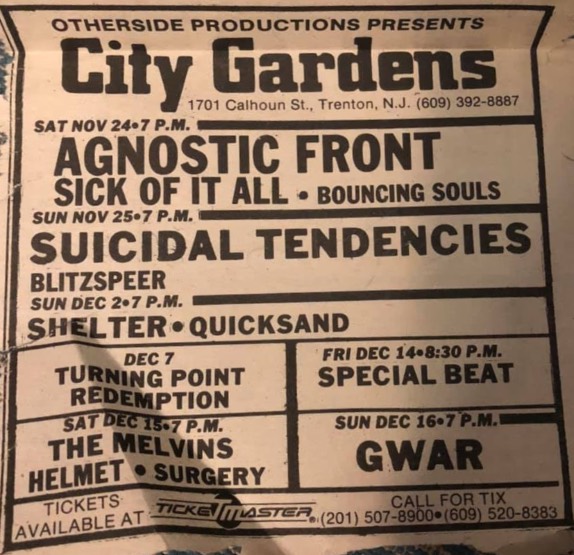 OTHERSIDE PRODUCTIONS PRESENTS
City Gardens
1701 Calhoun St., Trenton, N.J. (609) 392-8887
SAT NOV 24•7 P.M.
AGNOSTIC FRONT
SICK OF IT ALL • BOUNCING SOULS
SUN NOV 25•7 P.M.
SUICIDAL TENDENCIES
BLITZSPEER
SUN DEC 2•7 P.M.
SHELTER • QUICKSAND
DEC 7
TURNING POINT
REDEMPTION
FRI DEC 14•8:30 P.M.
SPECIAL BEAT
SAT DEC 15•7 P.M.
THE MELVINS
HELMET • SURGERY
SUN DEC 16•7 P.M.
GWAR
TICKETS
AVAILABLE AT
TICKETMASTER
CALL FOR TIX
(201) 507-8900•(609) 520-8383